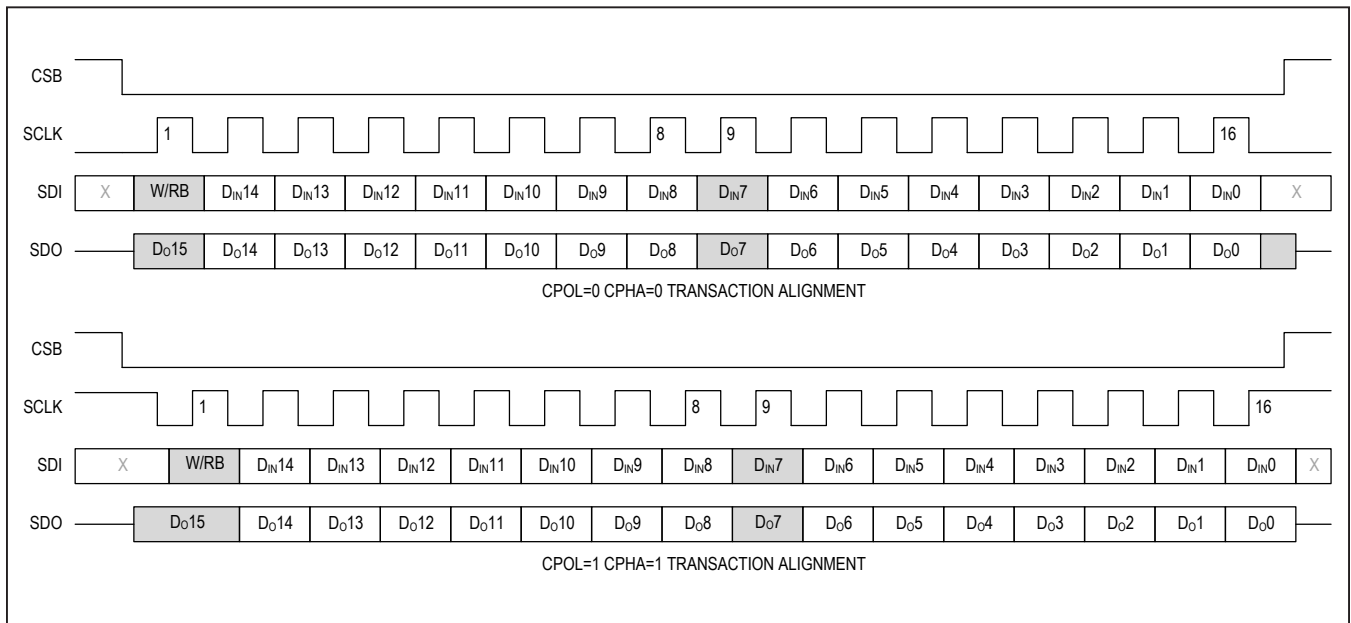 CSB
SCLK 1 8 9 16
SDI X W/RB DIN14 DIN13 DIN12 DIN11 DIN10 DIN9 DIN8 DIN7 DIN6 DIN5 DIN4 DIN3 DIN2 DIN1 DIN0 X
SDO DO15 DO14 DO13 DO12 DO11 DO10 DO9 DO8 DO7 DO6 DO5 DO4 DO3 DO2 DO1 DO0
CPOL=0 CPHA=0 TRANSACTION ALIGNMENT
CSB
SCLK 1 8 9 16
SDI X W/RB DIN14 DIN13 DIN12 DIN11 DIN10 DIN9 DIN8 DIN7 DIN6 DIN5 DIN4 DIN3 DIN2 DIN1 DIN0 X
SDO DO15 DO14 DO13 DO12 DO11 DO10 DO9 DO8 DO7 DO6 DO5 DO4 DO3 DO2 DO1 DO0
CPOL=1 CPHA=1 TRANSACTION ALIGNMENT